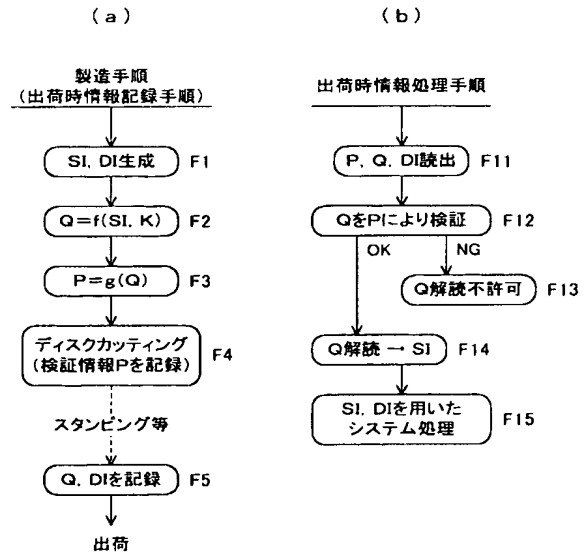 (a)
製造手順
(出荷時情報記録手順)
SI, DI生成 F1
Q=f(SI, K) F2
P=g(Q) F3
ディスクカッティング
(検証情報Pを記録) F4
スタンピング等
Q, DIを記録 F5
出荷
(b)
出荷時情報処理手順
P, Q, DI読出 F11
QをPにより検証 F12
OK NG
Q解読不許可 F13
Q解読 → SI F14
SI, DIを用いた
システム処理 F15